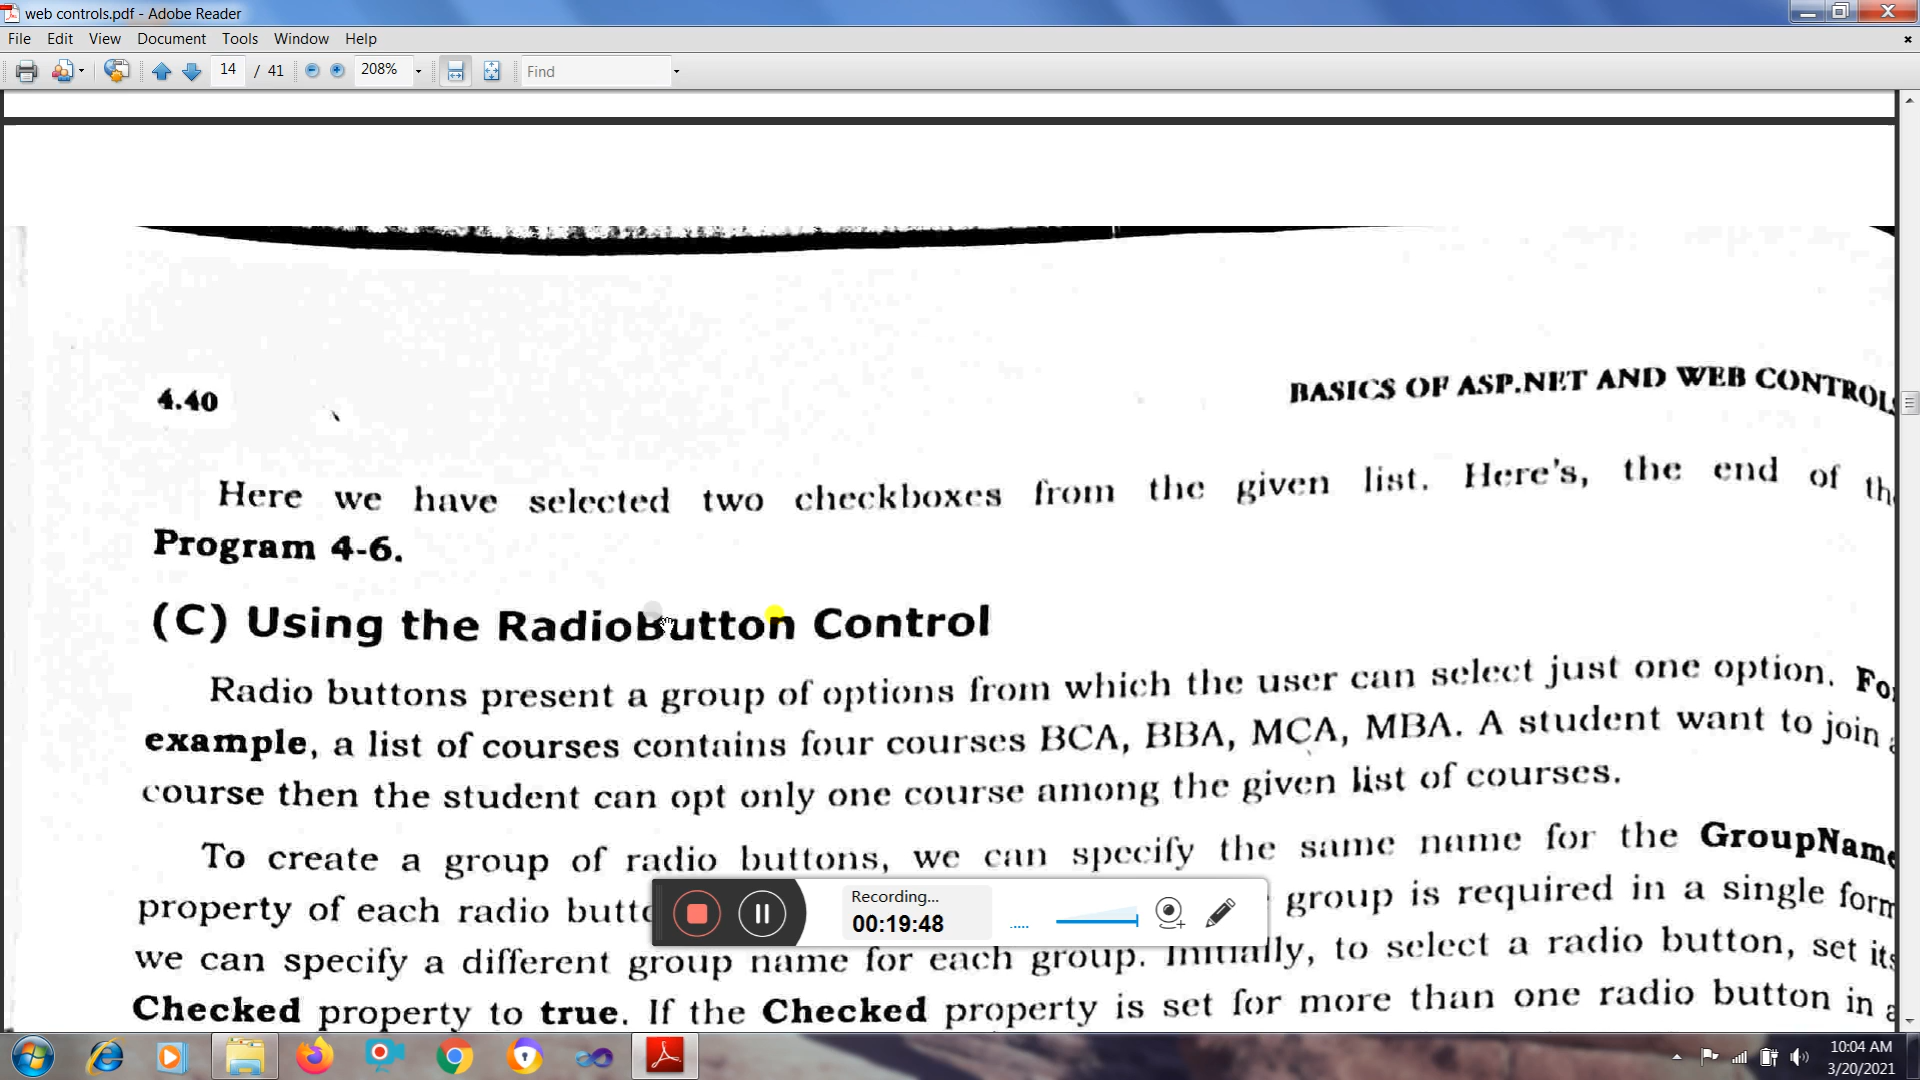 web controls.pdf - Adobe Reader
File Edit View Document Tools Window Help
14 / 41 208% Find
4.40 BASICS OF ASP.NET AND WEB CONTROLS
Here we have selected two checkboxes from the given list. Here's, the end of
Program 4-6.
(C) Using the RadioButton Control
Radio buttons present a group of options from which the user can select just one option.
example, a list of courses contains four courses BCA, BBA, MCA, MBA. A student want to join
course then the student can opt only one course among the given list of courses.
To create a group of radio buttons, we can specify the same name for the GroupName
property of each radio group is required in a single form
we can specify a different group name for each group. Initially, to select a radio button, set its
Checked property to true. If the Checked property is set for more than one radio button in
Recording...
00:19:48
10:04 AM
3/20/2021